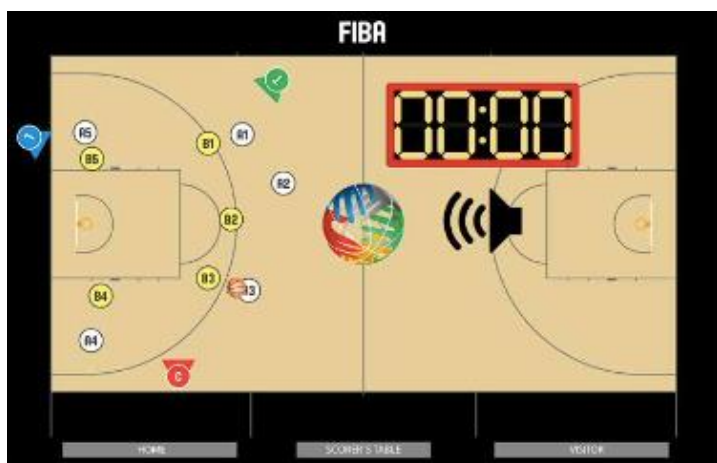 FIBA
00:00
A5
B5
B1
A1
A2
B2
B3
A3
B4
A4
C
HOME
SCORER'S TABLE
VISITOR